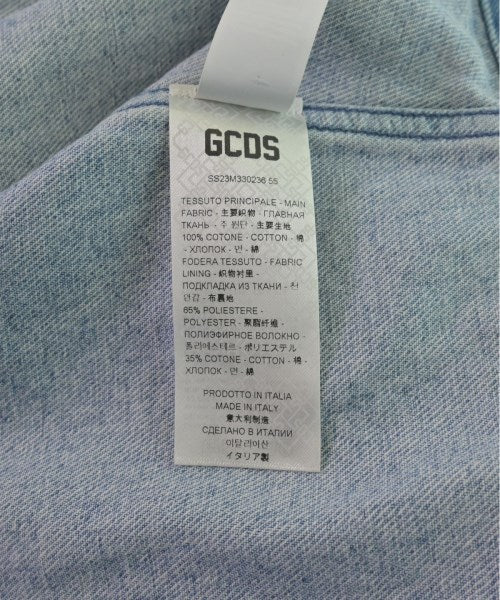 GCDS
SS23M330236 55
TESSUTO PRINCIPALE - MAIN
FABRIC - 主要织物 - ГЛАВНАЯ
ТКАНЬ - 주 원단 - 主要生地
100% COTONE - COTTON - 棉
- ХЛОПОК - 면 - 綿
FODERA TESSUTO - FABRIC
LINING - 织物衬里 -
ПОДКЛАДКА ИЗ ТКАНИ - 천
안감 - 布裏地
65% POLIESTERE -
POLYESTER - 聚酯纤维 -
ПОЛИЭФИРНОЕ ВОЛОКНО -
폴리에스테르 - ポリエステル
35% COTONE - COTTON - 棉 -
ХЛОПОК - 면 - 綿
PRODOTTO IN ITALIA
MADE IN ITALY
意大利制造
СДЕЛАНО В ИТАЛИИ
이탈리아산
イタリア製